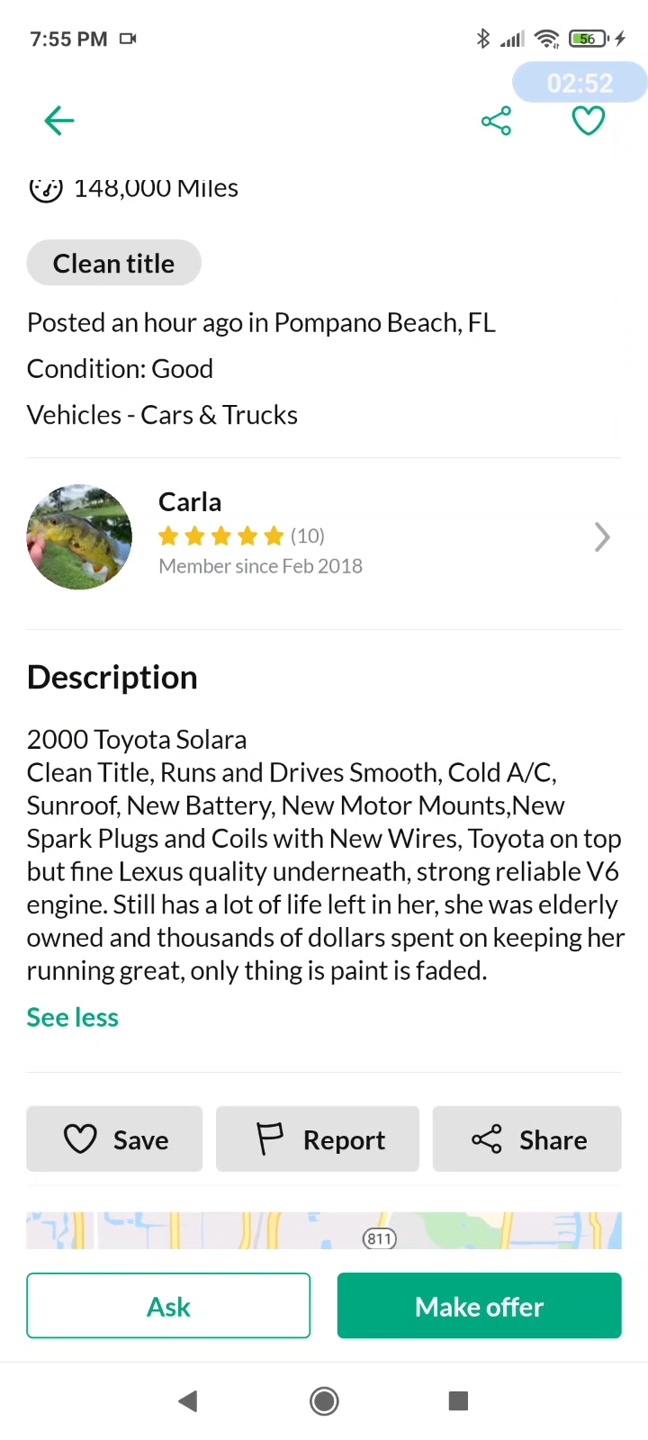 7:55 PM
56
02:52
148,000 Miles
Clean title
Posted an hour ago in Pompano Beach, FL
Condition: Good
Vehicles - Cars & Trucks
Carla
(10)
Member since Feb 2018
Description
2000 Toyota Solara
Clean Title, Runs and Drives Smooth, Cold A/C,
Sunroof, New Battery, New Motor Mounts,New
Spark Plugs and Coils with New Wires, Toyota on top
but fine Lexus quality underneath, strong reliable V6
engine. Still has a lot of life left in her, she was elderly
owned and thousands of dollars spent on keeping her
running great, only thing is paint is faded.
See less
Save
Report
Share
811
Ask
Make offer